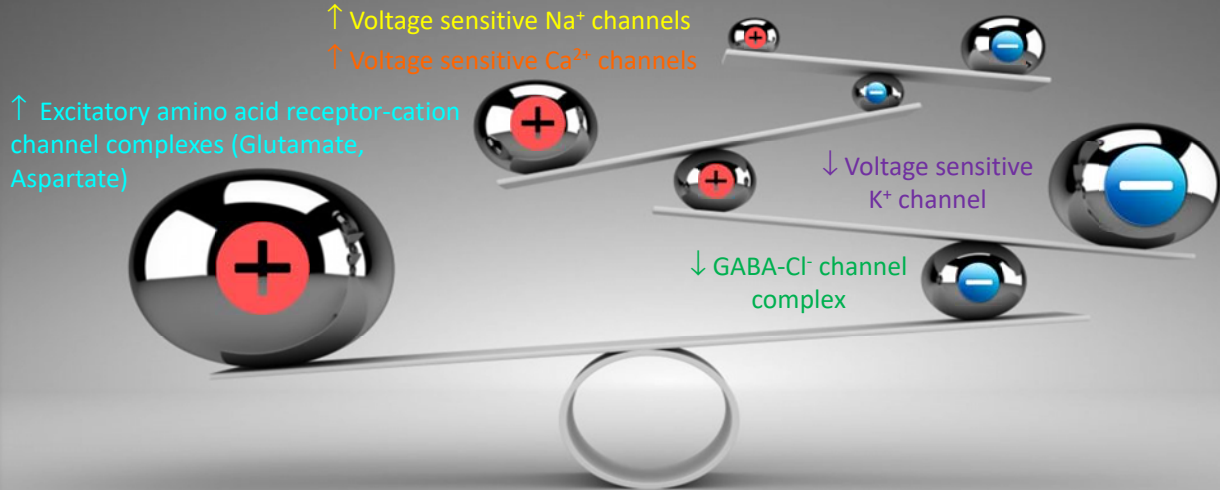 ↑ Voltage sensitive Na⁺ channels
↑ Voltage sensitive Ca²⁺ channels
↑ Excitatory amino acid receptor-cation
channel complexes (Glutamate,
Aspartate)
↓ Voltage sensitive
K⁺ channel
↓ GABA-Cl⁻ channel
complex
+
−
−
+
+
−
+
−